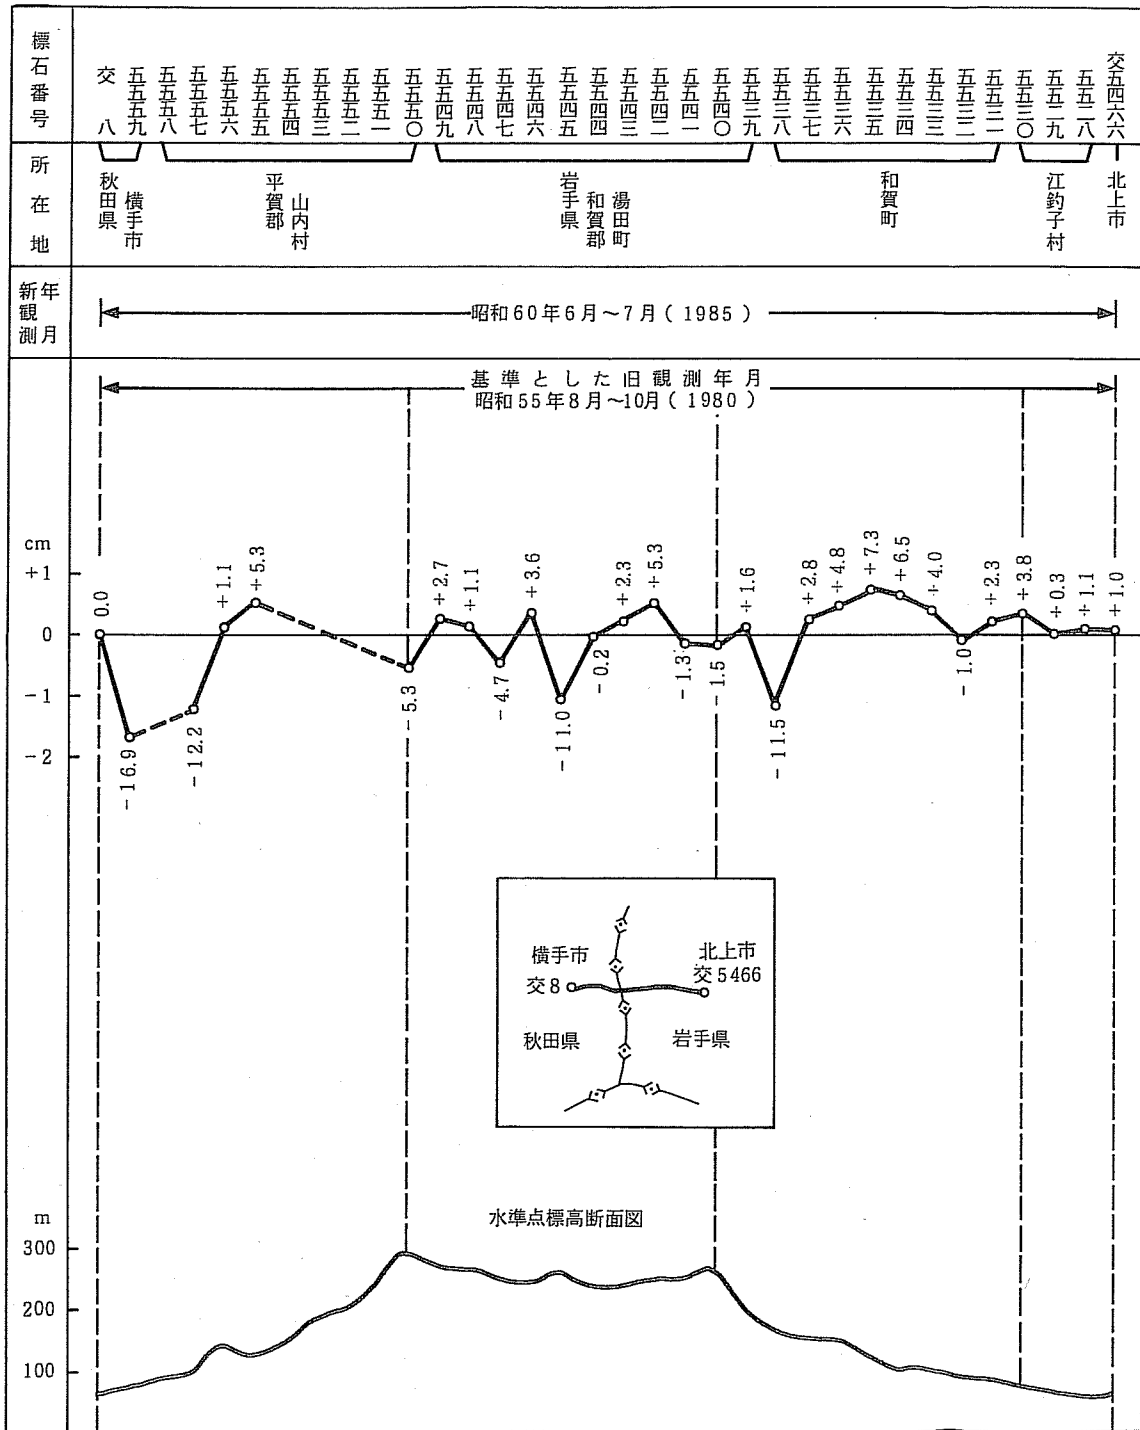 標石番号
交八
五五五九
五五五八
五五五七
五五五六
五五五五
五五五四
五五五三
五五五二
五五五一
五五五〇
五五四九
五五四八
五五四七
五五四六
五五四五
五五四四
五五四三
五五四二
五五四一
五五四〇
五五三九
五五三八
五五三七
五五三六
五五三五
五五三四
五五三三
五五三二
五五三一
五五三〇
五五二九
五五二八
交五四六六
所在地
秋田県
横手市
平賀郡
山内村
岩手県
和賀郡
湯田町
和賀町
江釣子村
北上市
新観測年月
昭和60年6月～7月(1985)
基準とした旧観測年月
昭和55年8月～10月(1980)
cm
+1
0
-1
-2
0.0
-16.9
-12.2
+1.1
+5.3
-5.3
+2.7
+1.1
-4.7
+3.6
-11.0
-0.2
+2.3
+5.3
-1.3
-1.5
+1.6
-11.5
+2.8
+4.8
+7.3
+6.5
+4.0
-1.0
+2.3
+3.8
+0.3
+1.1
+1.0
横手市
交8
北上市
交5466
秋田県
岩手県
水準点標高断面図
m
300
200
100